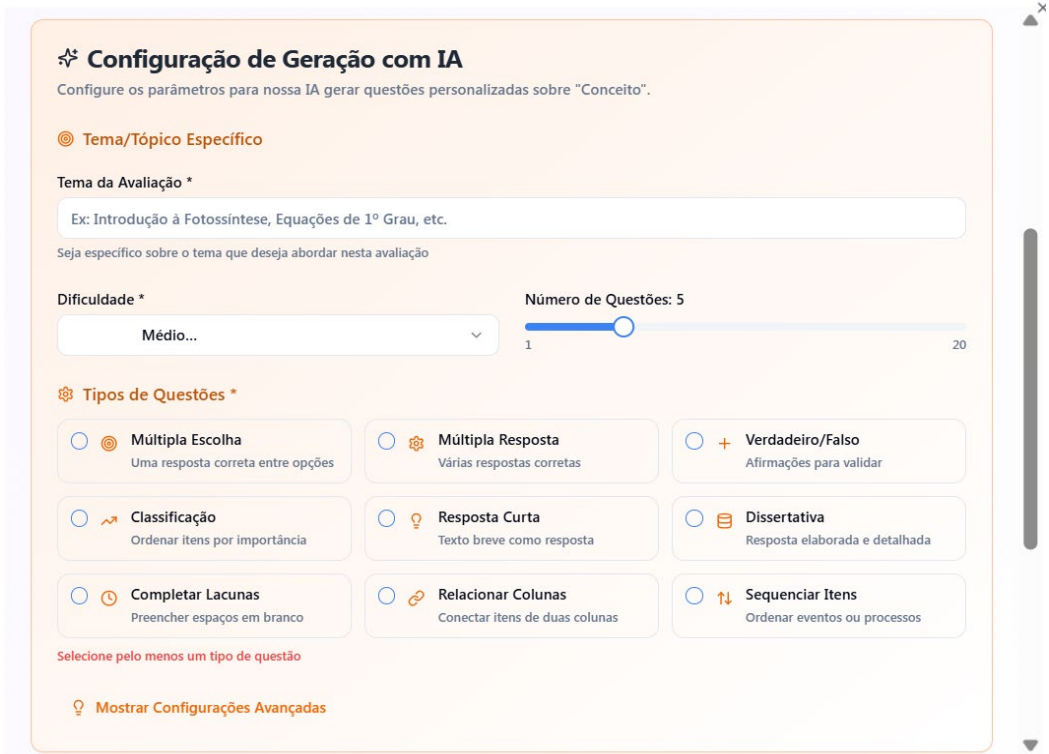 Configuração de Geração com IA
Configure os parâmetros para nossa IA gerar questões personalizadas sobre "Conceito".
Tema/Tópico Específico
Tema da Avaliação *
Ex: Introdução à Fotossíntese, Equações de 1º Grau, etc.
Seja específico sobre o tema que deseja abordar nesta avaliação
Dificuldade *
Médio...
Número de Questões: 5
1
20
Tipos de Questões *
Múltipla Escolha
Uma resposta correta entre opções
Múltipla Resposta
Várias respostas corretas
Verdadeiro/Falso
Afirmações para validar
Classificação
Ordenar itens por importância
Resposta Curta
Texto breve como resposta
Dissertativa
Resposta elaborada e detalhada
Completar Lacunas
Preencher espaços em branco
Relacionar Colunas
Conectar itens de duas colunas
Sequenciar Itens
Ordenar eventos ou processos
Selecione pelo menos um tipo de questão
Mostrar Configurações Avançadas